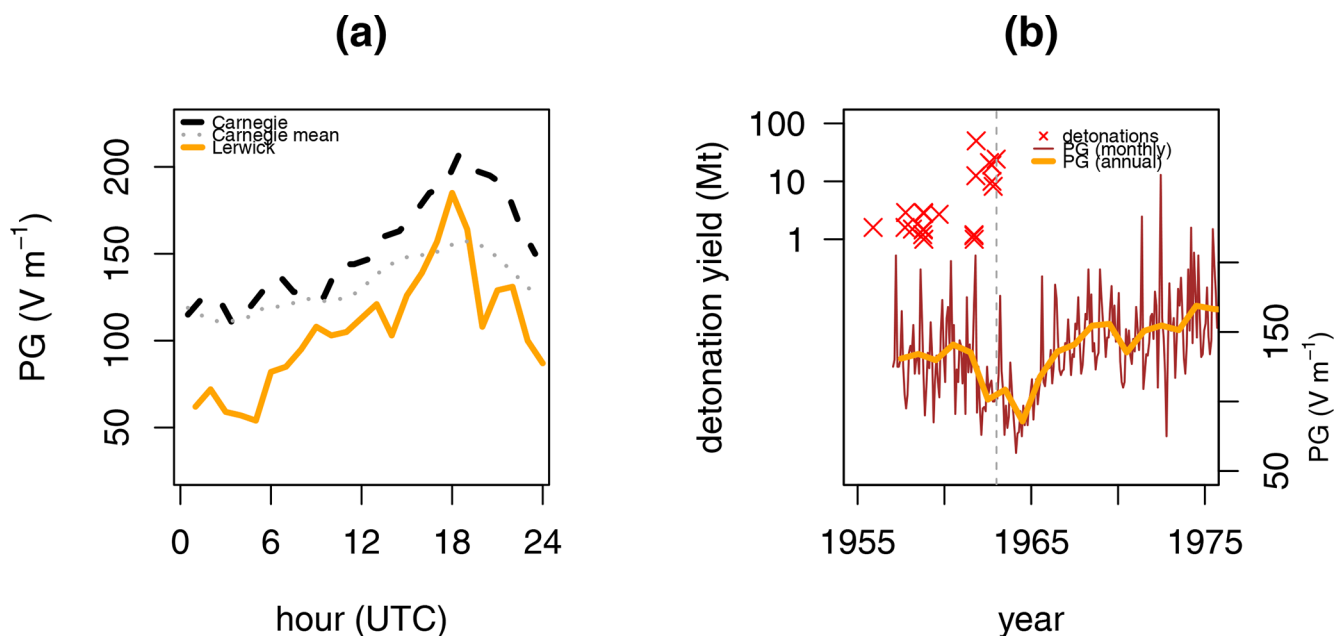 (a)
PG (V m⁻¹)
200
150
100
50
Carnegie
Carnegie mean
Lerwick
0 6 12 18 24
hour (UTC)
(b)
detonation yield (Mt)
100
10
1
detonations
PG (monthly)
PG (annual)
150
50
PG (V m⁻¹)
1955 1965 1975
year